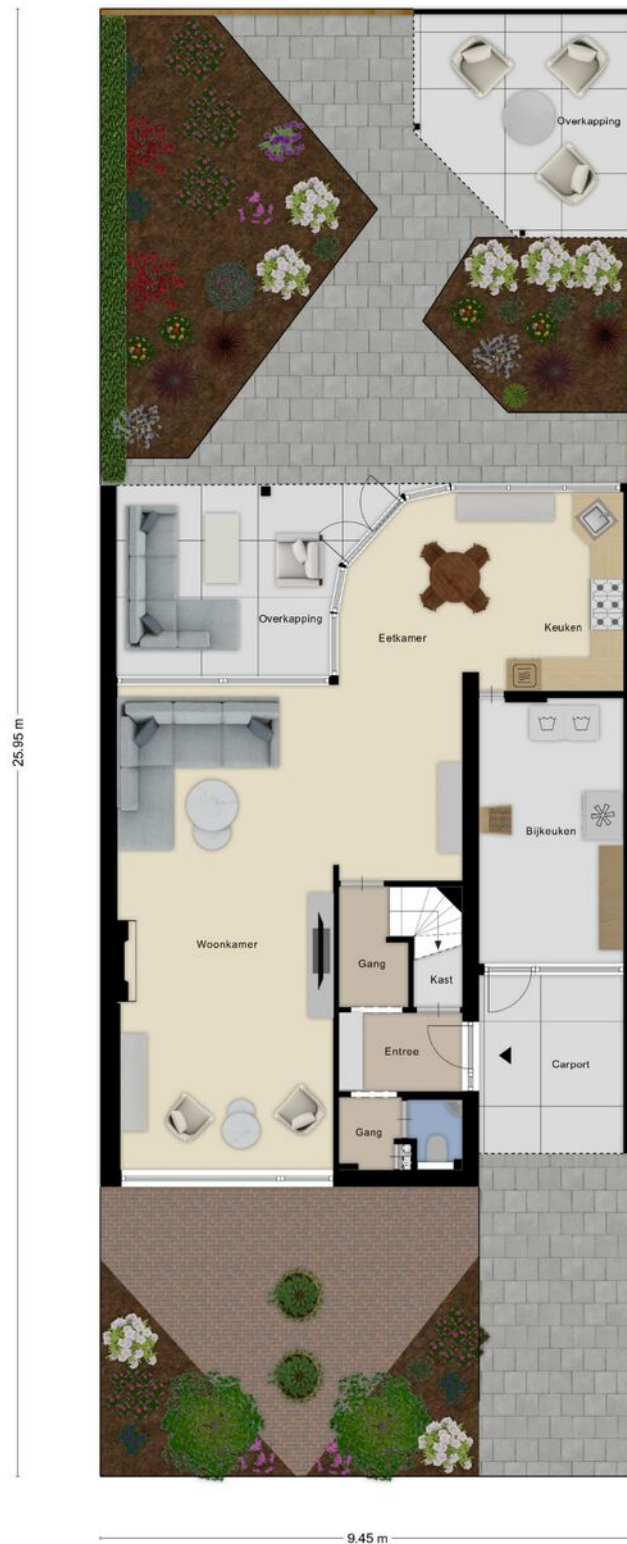 Overkapping
Overkapping
Eetkamer
Keuken
25.95 m
Bijkeuken
Woonkamer
Gang
Kast
Entree
Carport
Gang
9.45 m